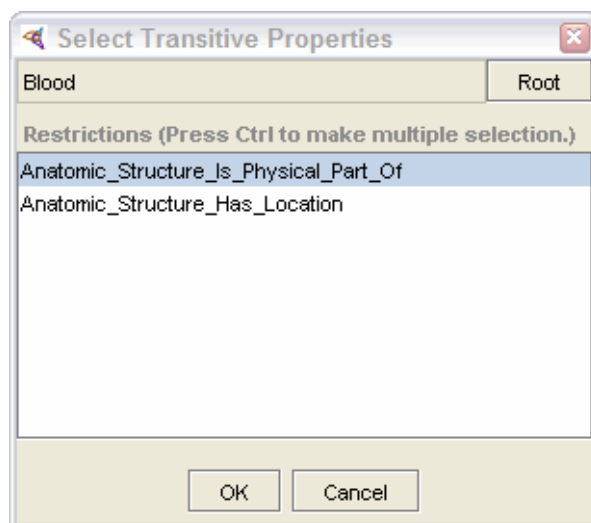 Select Transitive Properties
Blood
Root
Restrictions (Press Ctrl to make multiple selection.)
Anatomic_Structure_Is_Physical_Part_Of
Anatomic_Structure_Has_Location
OK
Cancel